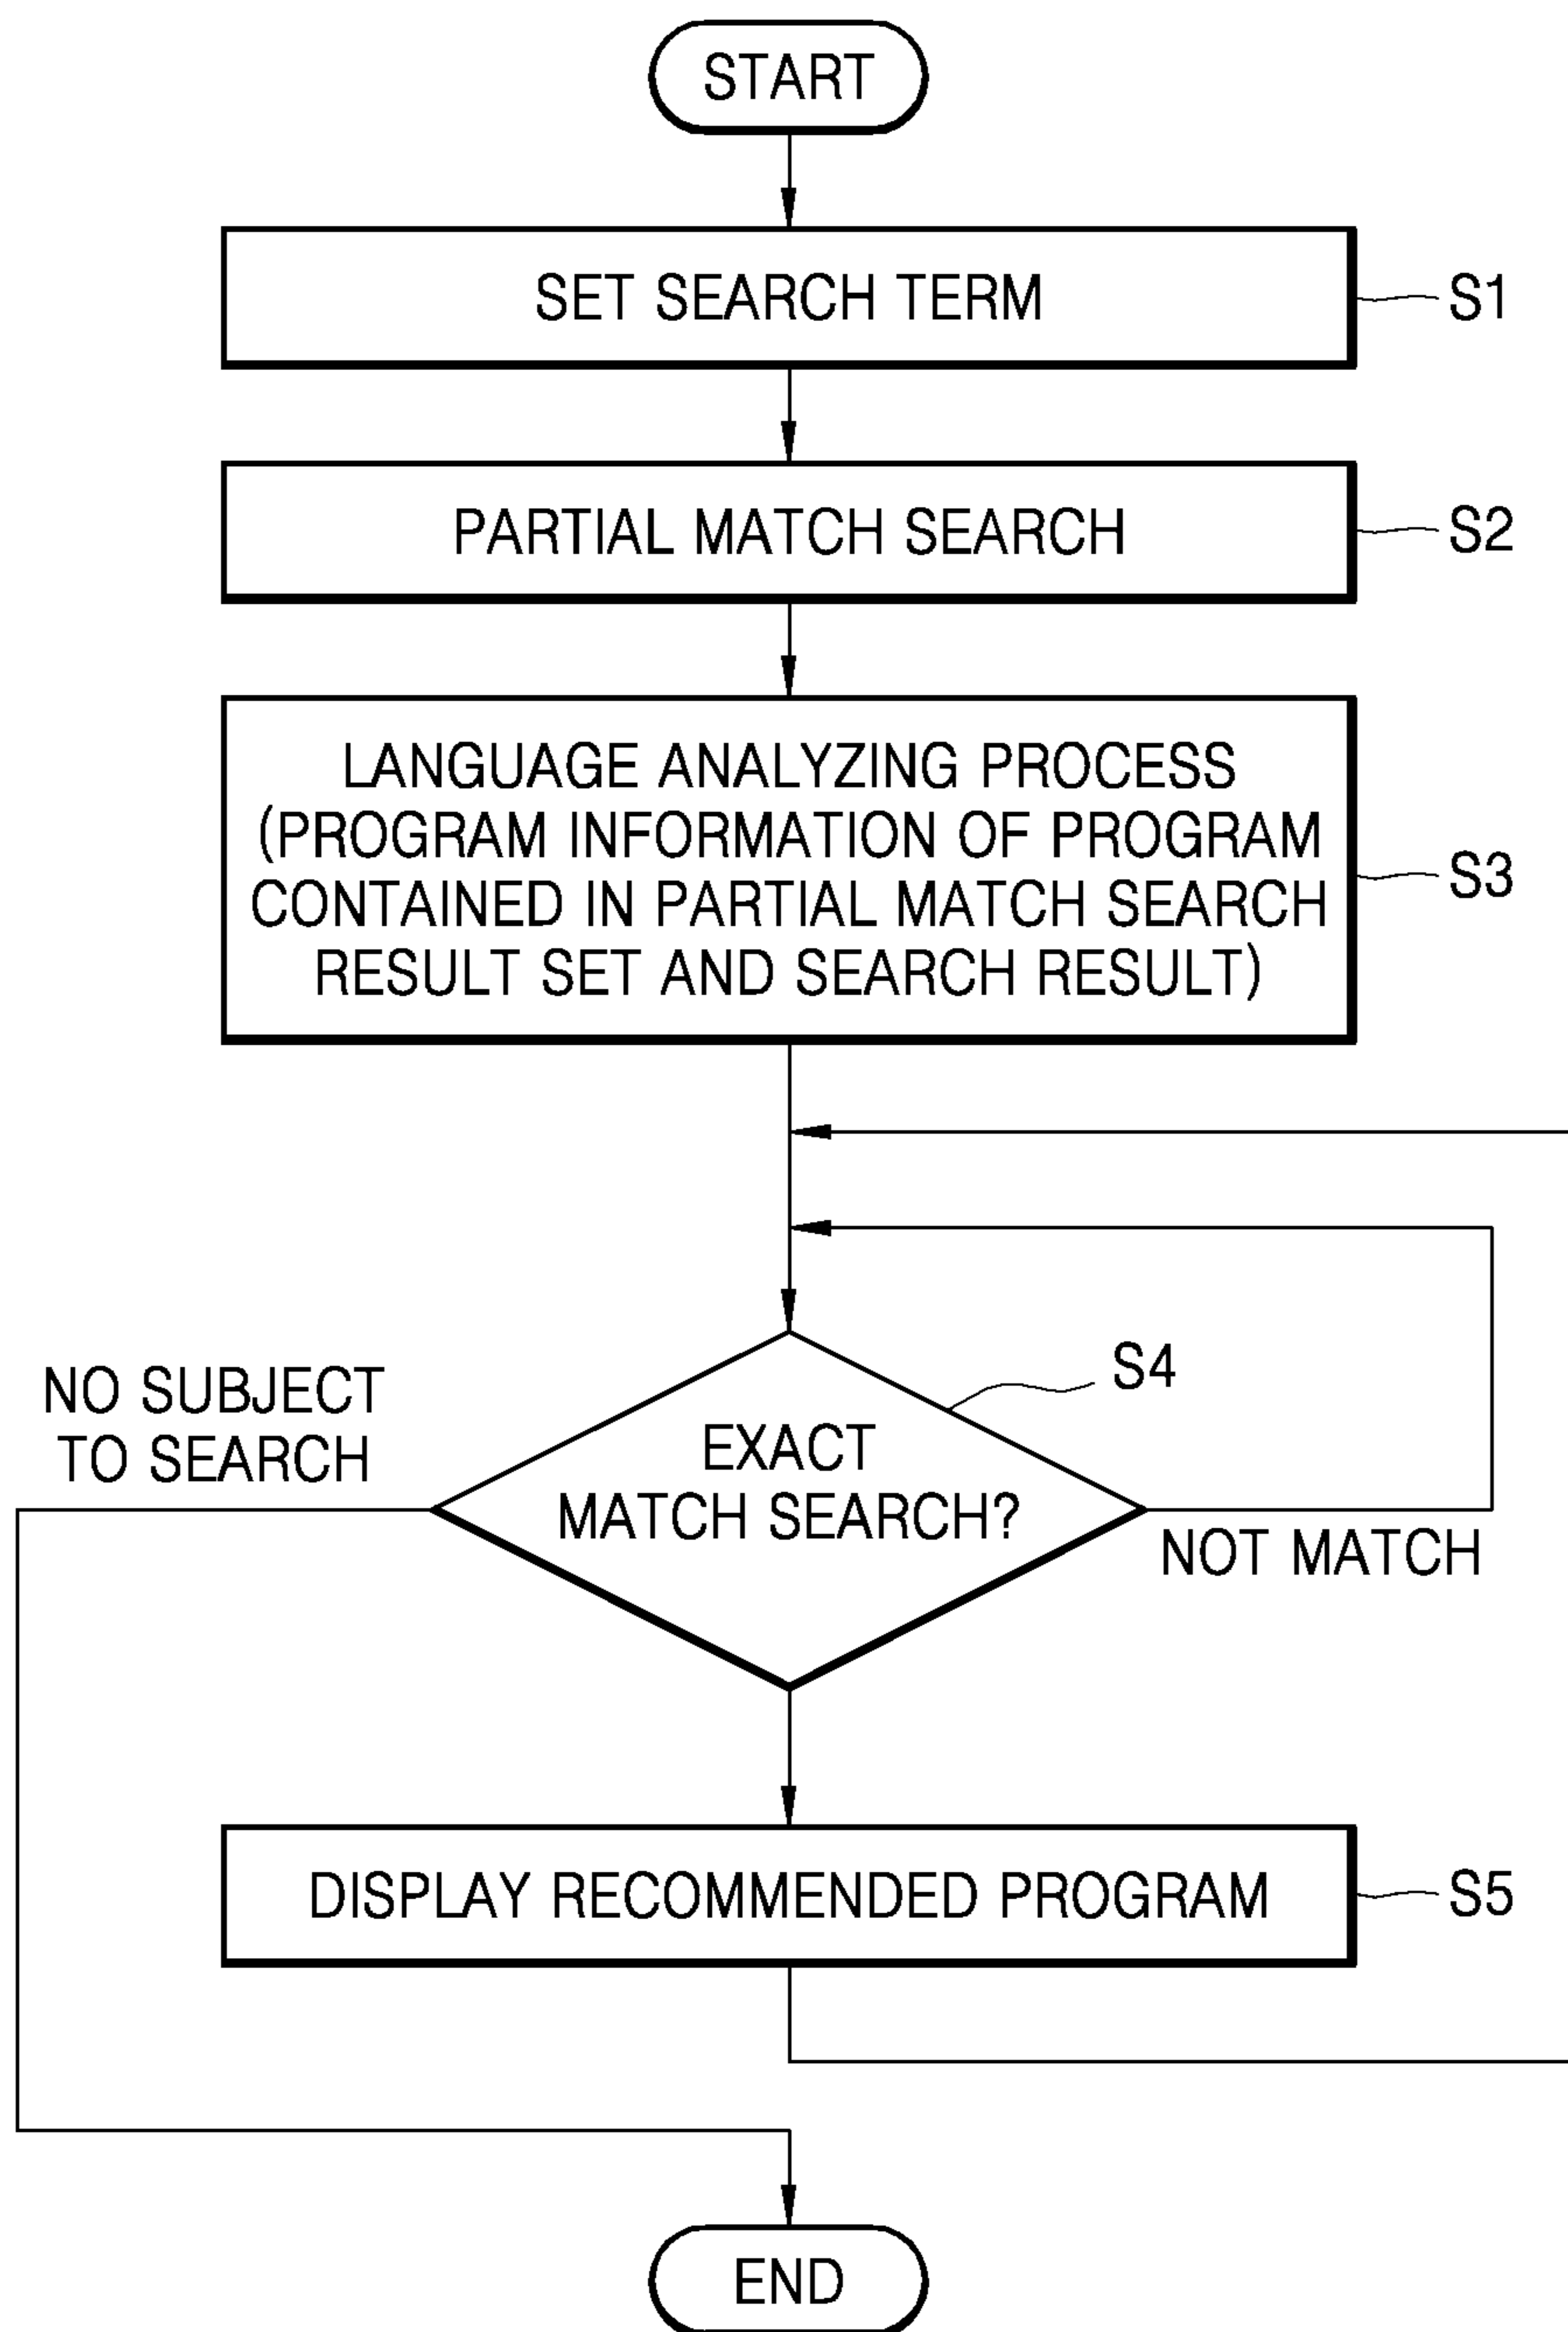 START
SET SEARCH TERM
S1
PARTIAL MATCH SEARCH
S2
LANGUAGE ANALYZING PROCESS
(PROGRAM INFORMATION OF PROGRAM
CONTAINED IN PARTIAL MATCH SEARCH
RESULT SET AND SEARCH RESULT)
S3
S4
NO SUBJECT
TO SEARCH
EXACT
MATCH SEARCH?
NOT MATCH
DISPLAY RECOMMENDED PROGRAM
S5
END